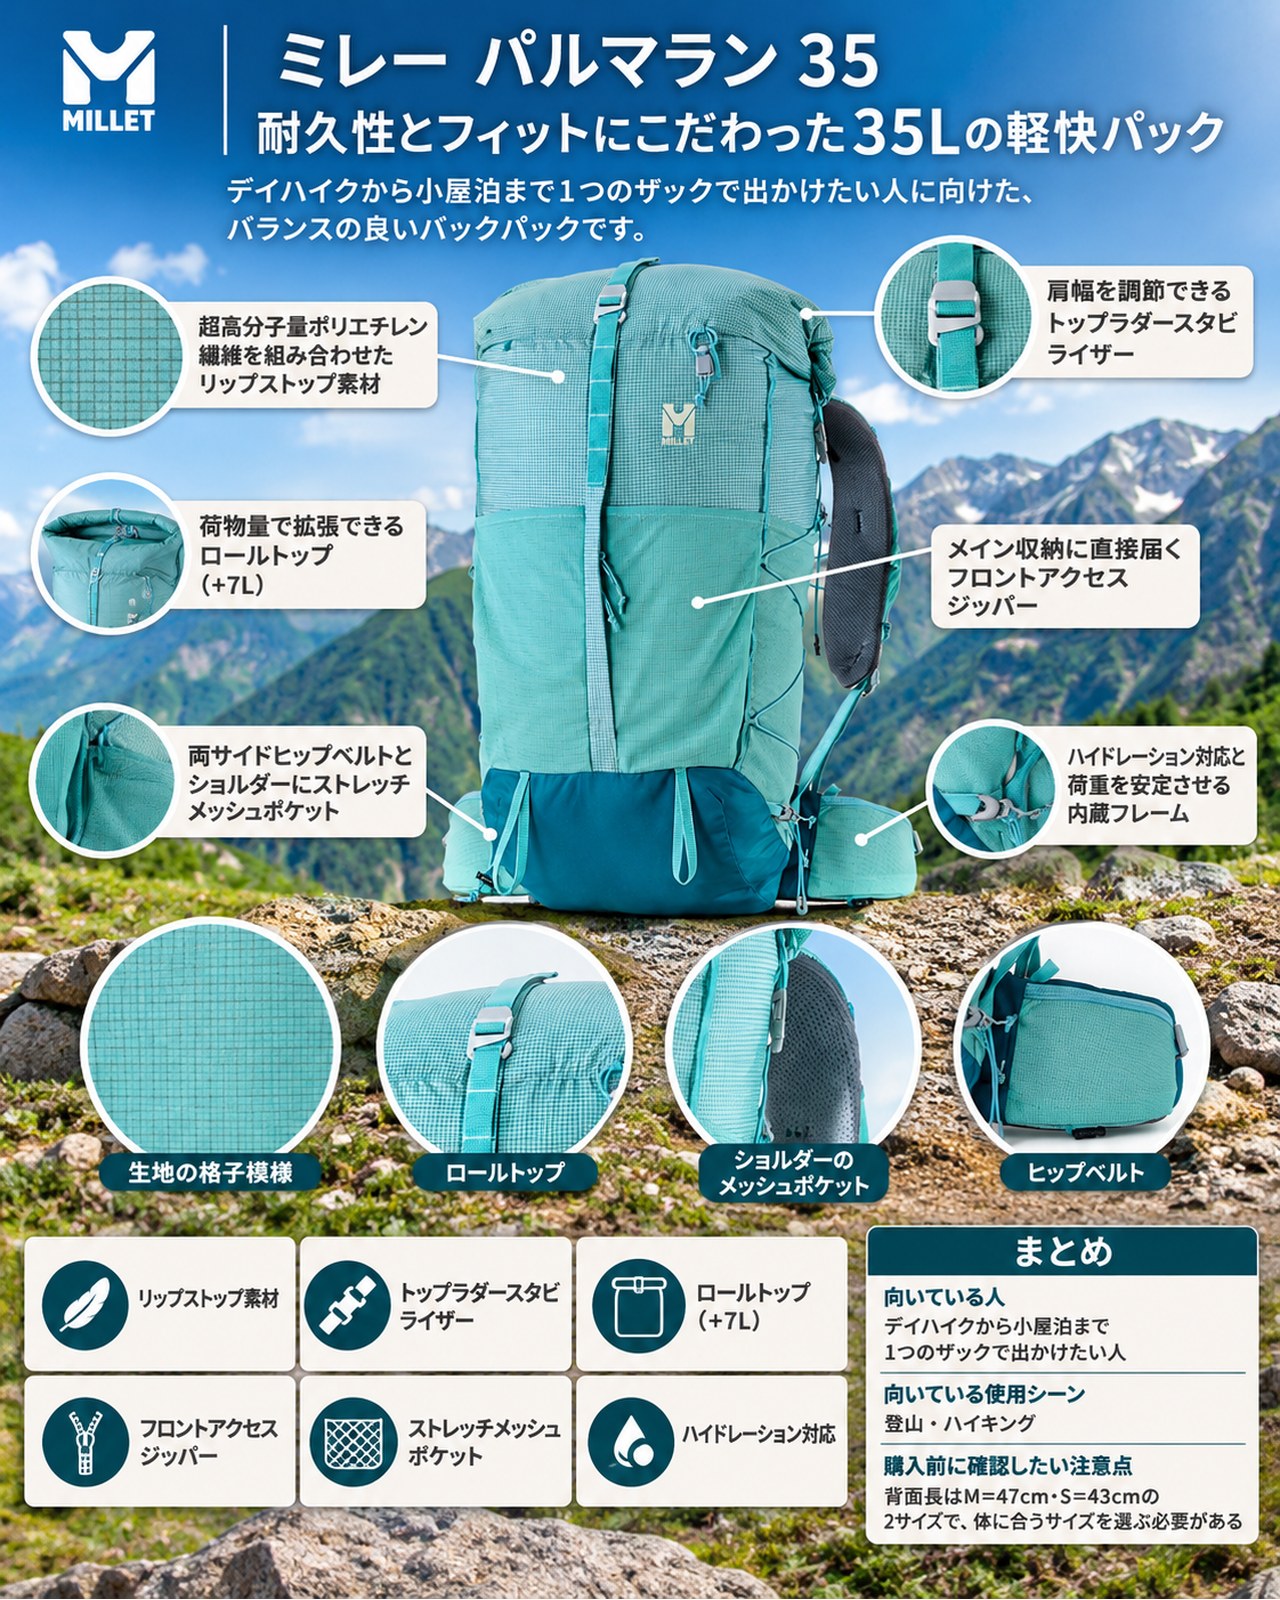 MILLET
ミレー パルマラン 35
耐久性とフィットにこだわった35Lの軽快パック
デイハイクから小屋泊まで1つのザックで出かけたい人に向けた、
バランスの良いバックパックです。
超高分子量ポリエチレン
繊維を組み合わせた
リップストップ素材
肩幅を調節できる
トップラダースタビ
ライザー
MILLET
荷物量で拡張できる
ロールトップ
（+7L）
メイン収納に直接届く
フロントアクセス
ジッパー
両サイドヒップベルトと
ショルダーにストレッチ
メッシュポケット
ハイドレーション対応と
荷重を安定させる
内蔵フレーム
生地の格子模様
ロールトップ
ショルダーの
メッシュポケット
ヒップベルト
リップストップ素材
トップラダースタビ
ライザー
ロールトップ
（+7L）
フロントアクセス
ジッパー
ストレッチメッシュ
ポケット
ハイドレーション対応
まとめ
向いている人
デイハイクから小屋泊まで
1つのザックで出かけたい人
向いている使用シーン
登山・ハイキング
購入前に確認したい注意点
背面長はM=47cm・S=43cmの
2サイズで、体に合うサイズを選ぶ必要がある